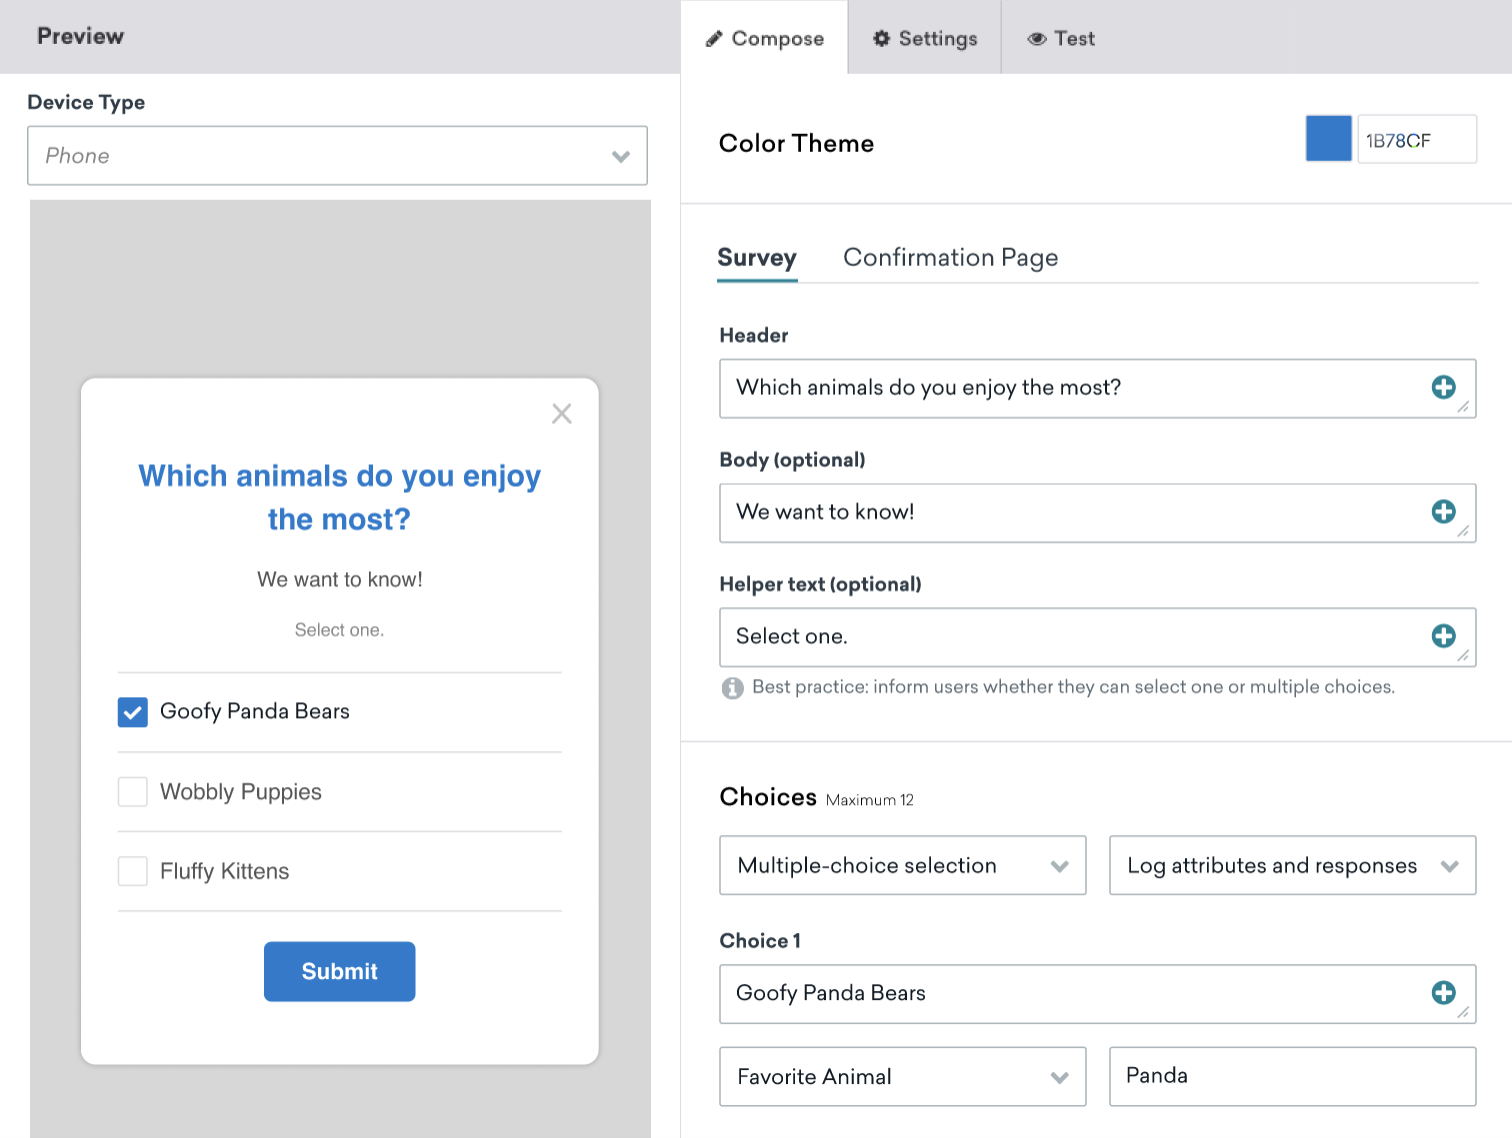 Preview
Device Type
Phone
Which animals do you enjoy
the most?
We want to know!
Select one.
Goofy Panda Bears
Wobbly Puppies
Fluffy Kittens
Submit
Compose
Settings
Test
Color Theme
1B78CF
Survey
Confirmation Page
Header
Which animals do you enjoy the most?
Body (optional)
We want to know!
Helper text (optional)
Select one.
Best practice: inform users whether they can select one or multiple choices.
Choices Maximum 12
Multiple-choice selection
Log attributes and responses
Choice 1
Goofy Panda Bears
Favorite Animal
Panda